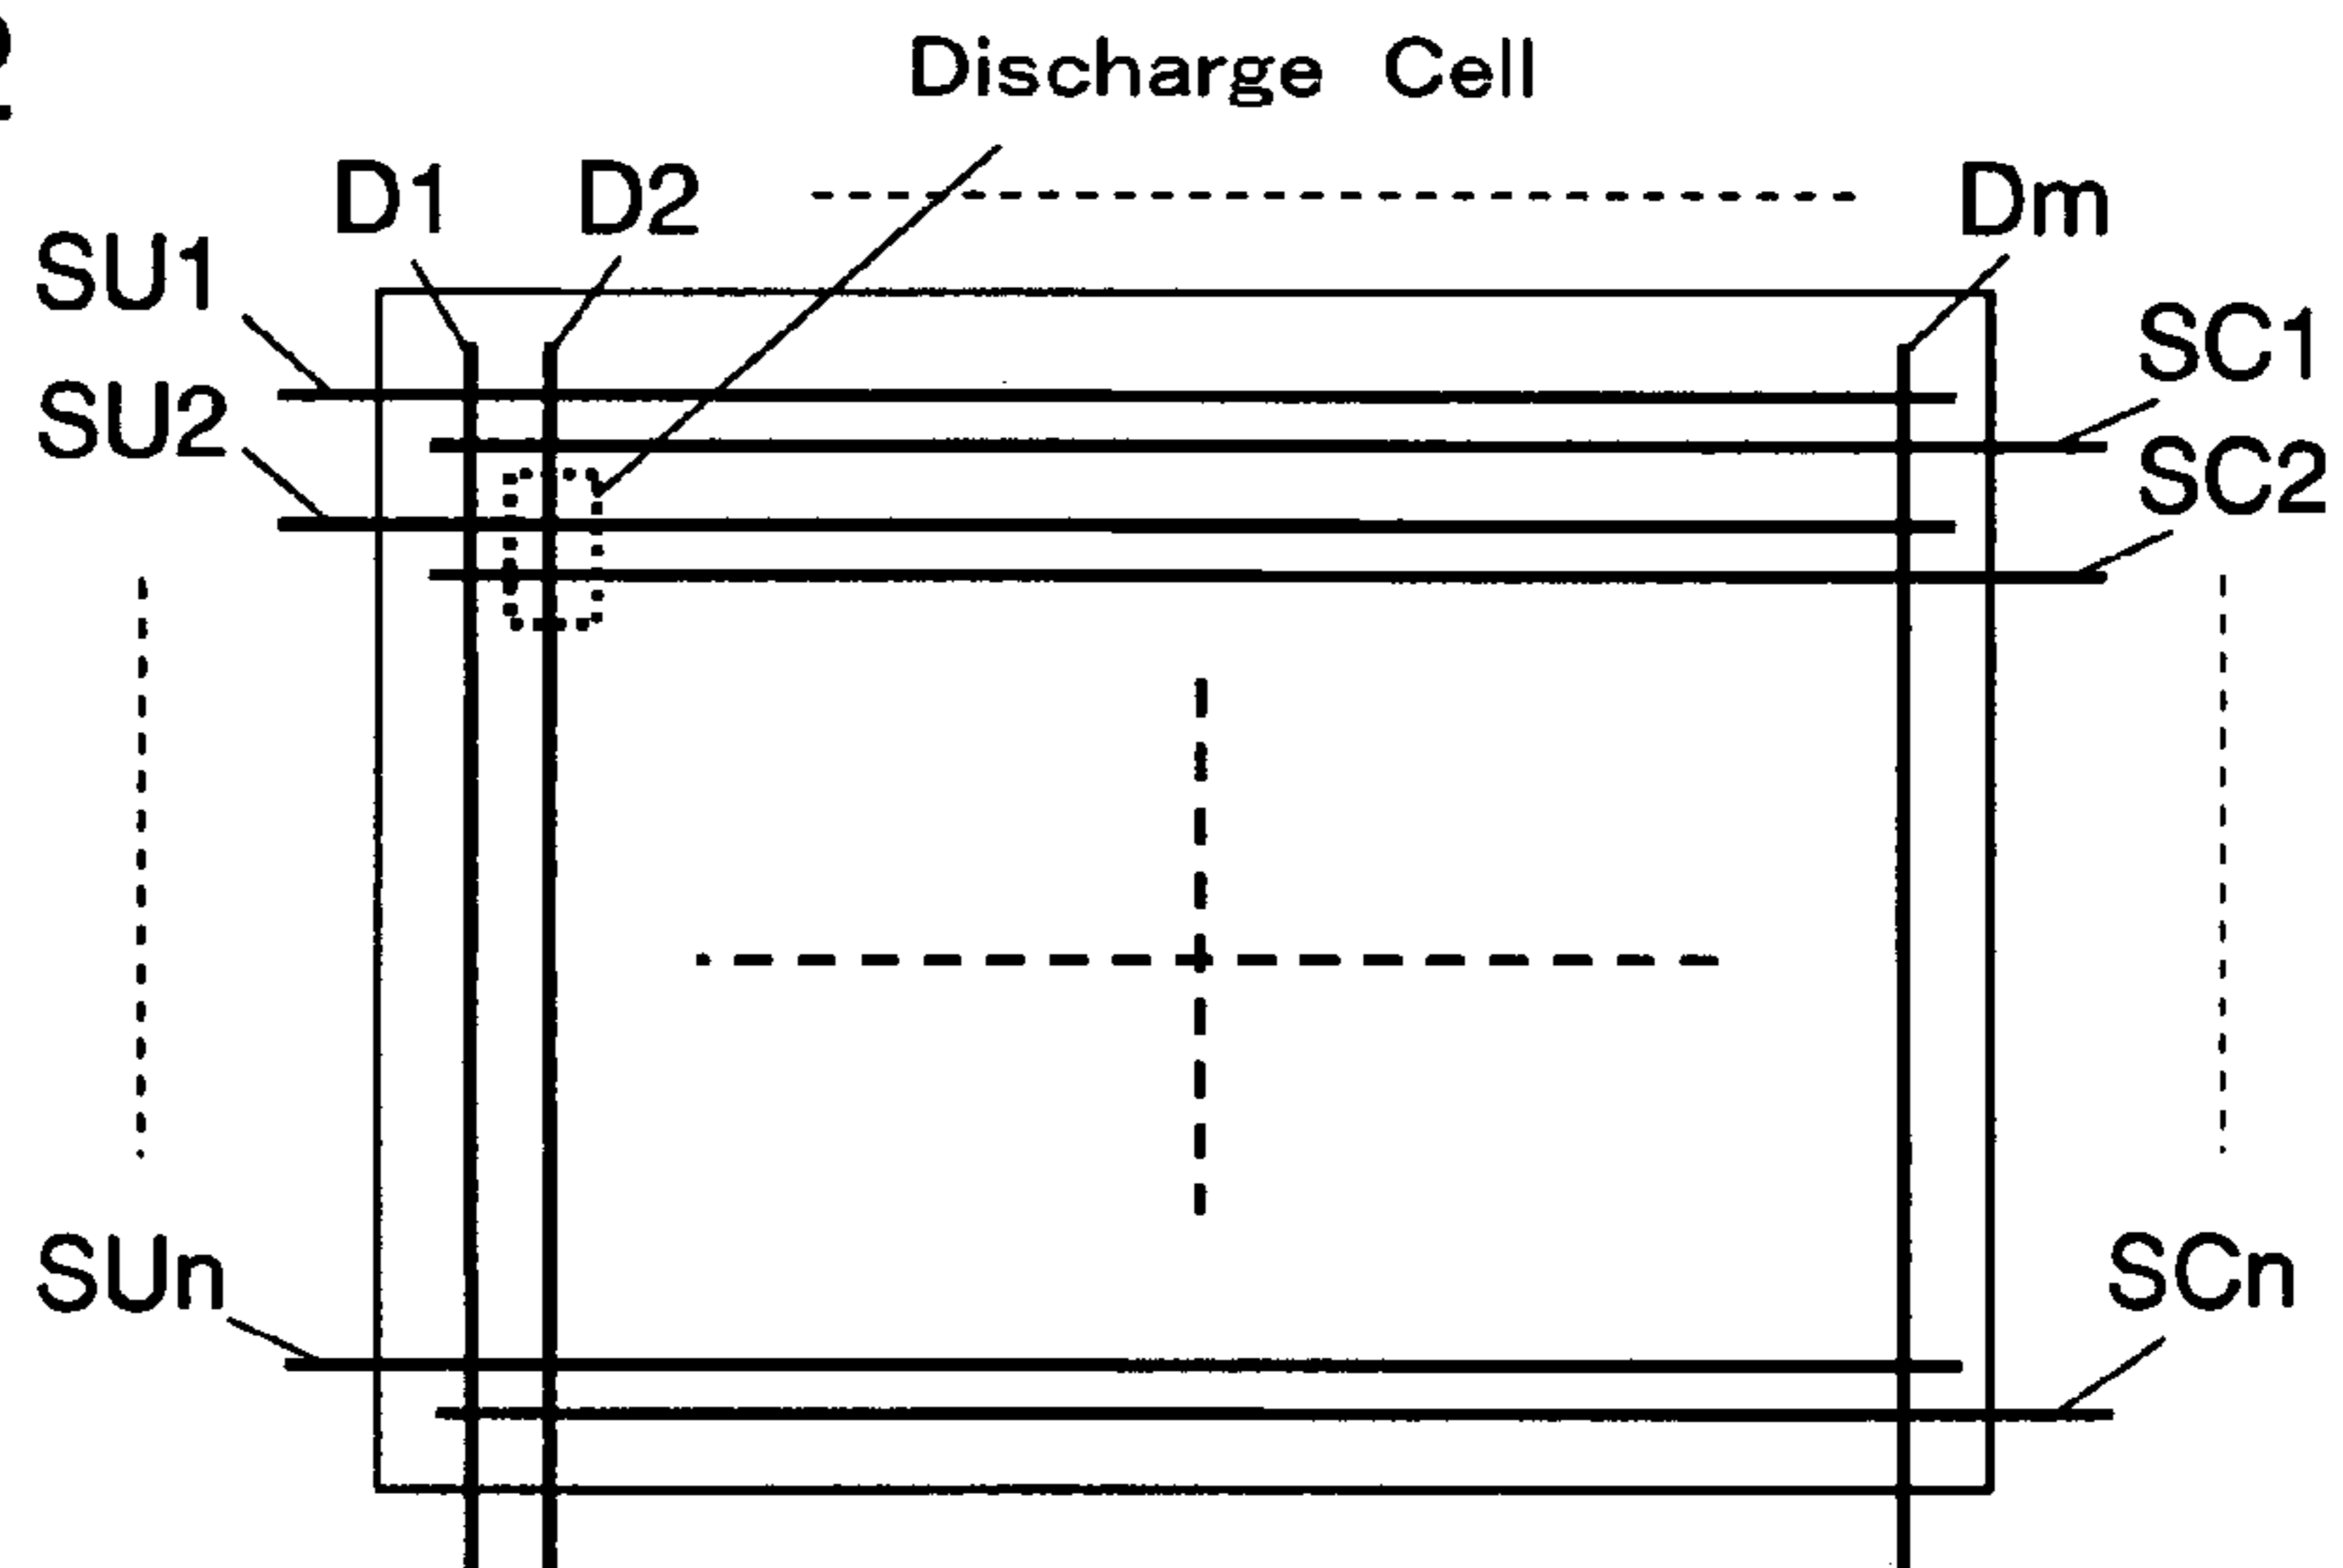 Discharge Cell
D1 D2 Dm
SU1
SC1
SU2
SC2
SUn
SCn